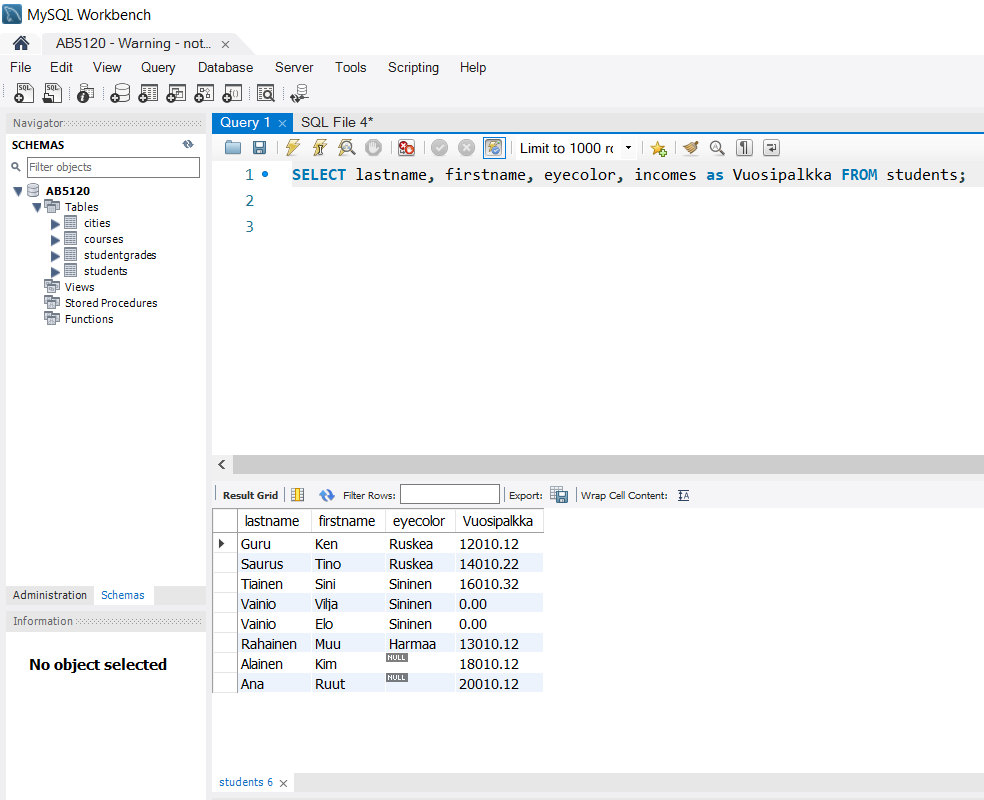 MySQL Workbench
AB5120 - Warning - not...
File Edit View Query Database Server Tools Scripting Help
Navigator
SCHEMAS
Filter objects
AB5120
Tables
cities
courses
studentgrades
students
Views
Stored Procedures
Functions
Administration Schemas
Information
No object selected
Query 1 SQL File 4*
Limit to 1000 rc
1 SELECT lastname, firstname, eyecolor, incomes as Vuosipalkka FROM students;
2
3
Result Grid Filter Rows: Export: Wrap Cell Content: IA
lastname firstname eyecolor Vuosipalkka
Guru Ken Ruskea 12010.12
Saurus Tino Ruskea 14010.22
Tiainen Sini Sininen 16010.32
Vainio Vilja Sininen 0.00
Vainio Elo Sininen 0.00
Rahainen Muu Harmaa 13010.12
Alainen Kim NULL 18010.12
Ana Ruut NULL 20010.12
students 6